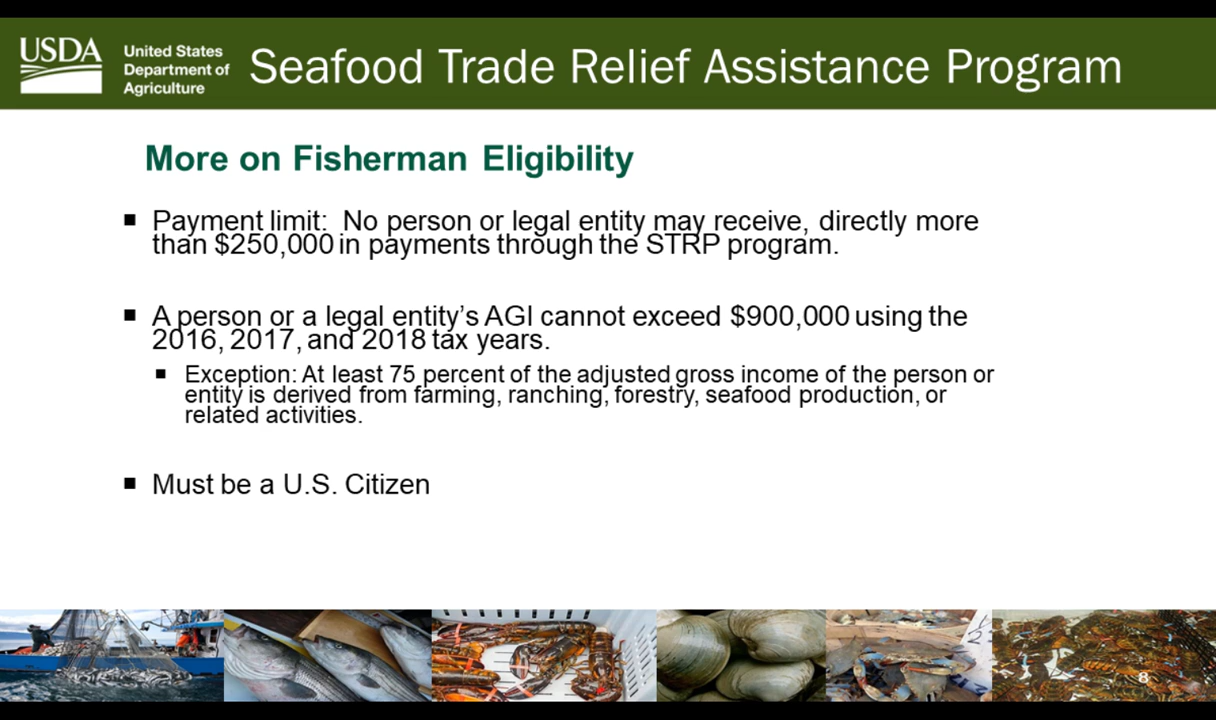 USDA
United States
Department of
Agriculture
Seafood Trade Relief Assistance Program
More on Fisherman Eligibility
▪ Payment limit: No person or legal entity may receive, directly more
than $250,000 in payments through the STRP program.
▪ A person or a legal entity's AGI cannot exceed $900,000 using the
2016, 2017, and 2018 tax years.
▪ Exception: At least 75 percent of the adjusted gross income of the person or
entity is derived from farming, ranching, forestry, seafood production, or
related activities.
▪ Must be a U.S. Citizen
8